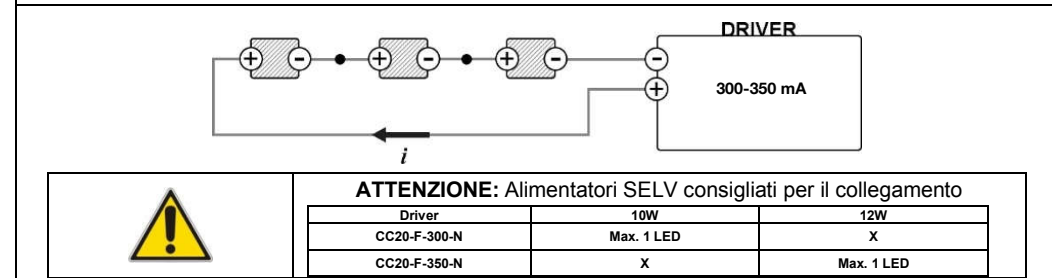 DRIVER
+ - + - + - -
+ 300-350 mA
i
ATTENZIONE: Alimentatori SELV consigliati per il collegamento
Driver 10W 12W
CC20-F-300-N Max. 1 LED X
CC20-F-350-N X Max. 1 LED